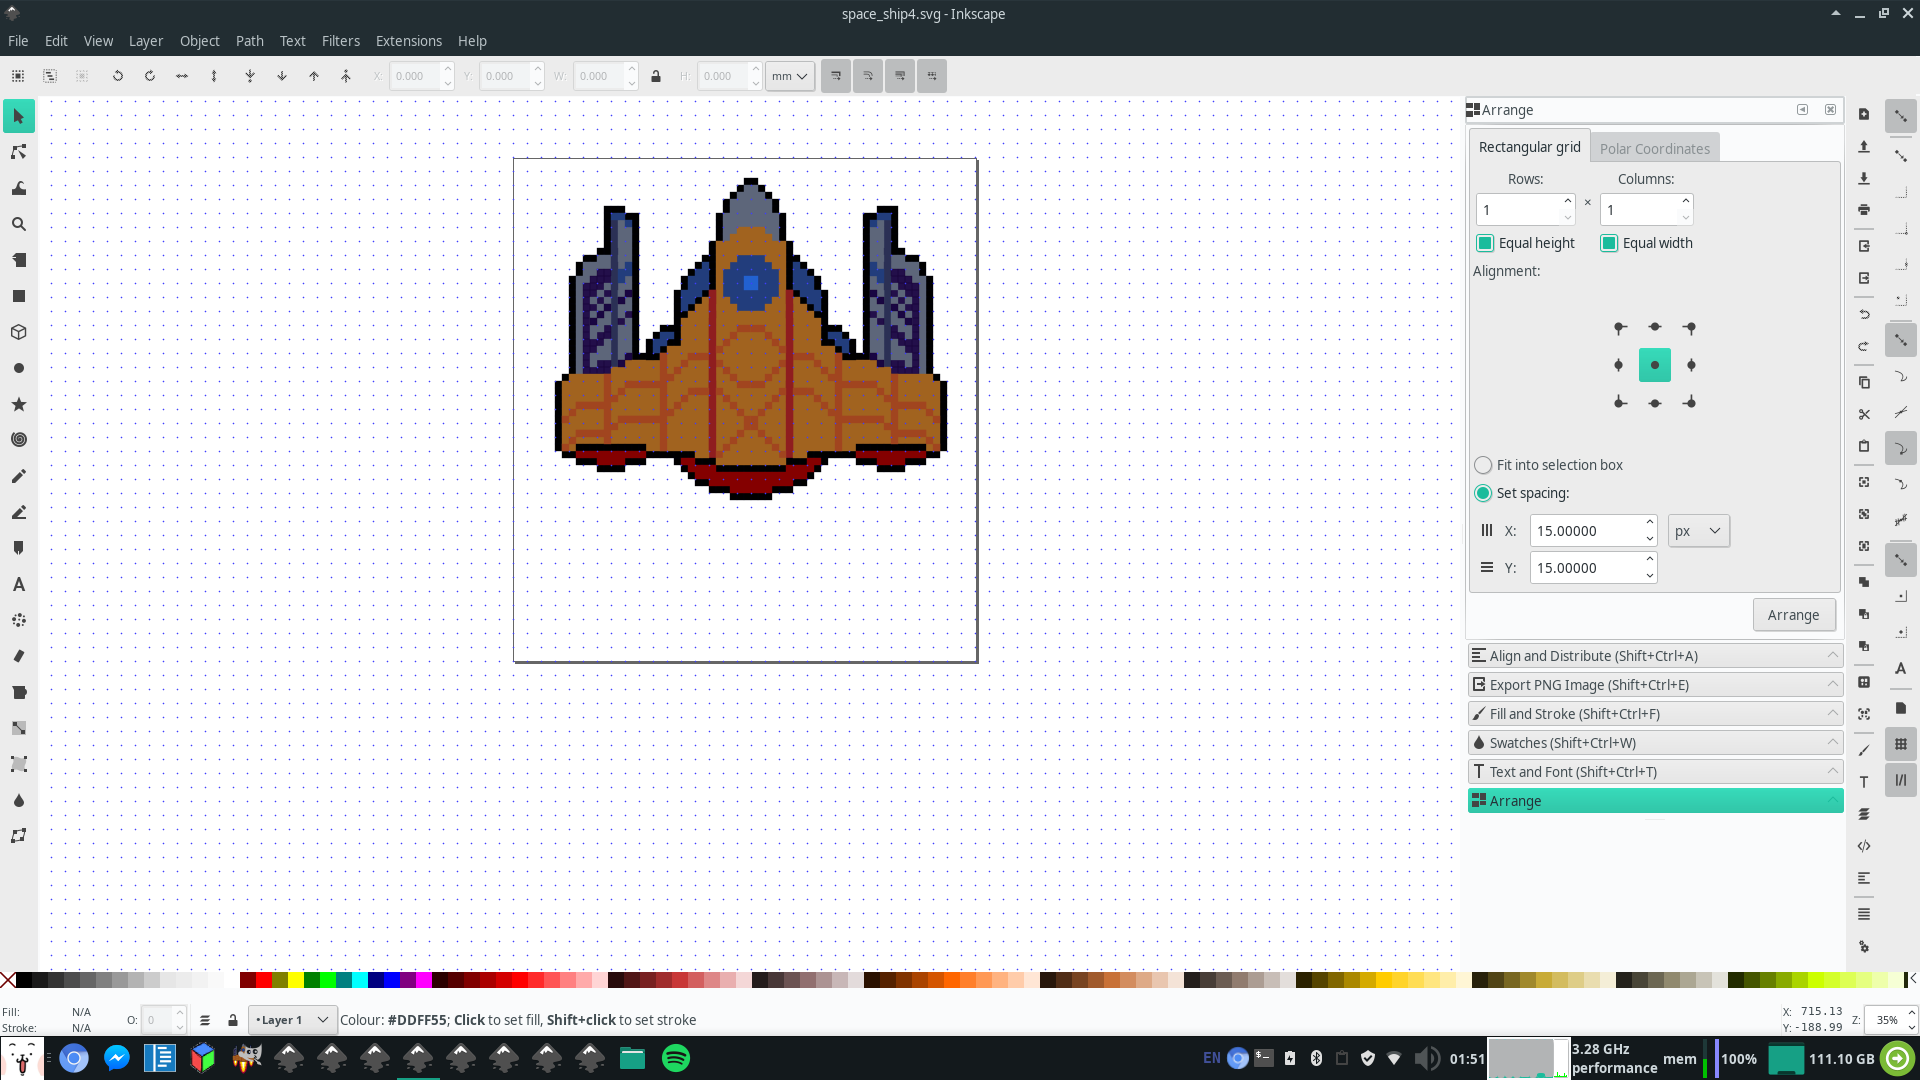 space_ship4.svg - Inkscape
File Edit View Layer Object Path Text Filters Extensions Help
X: 0.000 Y: 0.000 W: 0.000 H: 0.000 mm
Arrange
Rectangular grid Polar Coordinates
Rows: Columns:
1 × 1
Equal height Equal width
Alignment:
Fit into selection box
Set spacing:
X: 15.00000 px
Y: 15.00000
Arrange
Align and Distribute (Shift+Ctrl+A)
Export PNG Image (Shift+Ctrl+E)
Fill and Stroke (Shift+Ctrl+F)
Swatches (Shift+Ctrl+W)
Text and Font (Shift+Ctrl+T)
Arrange
Fill: N/A
Stroke: N/A
O: 0
•Layer 1
Colour: #DDFF55; Click to set fill, Shift+click to set stroke
X: 715.13
Y: -188.99
Z: 35%
EN
01:51
3.28 GHz
performance
mem
100%
111.10 GB